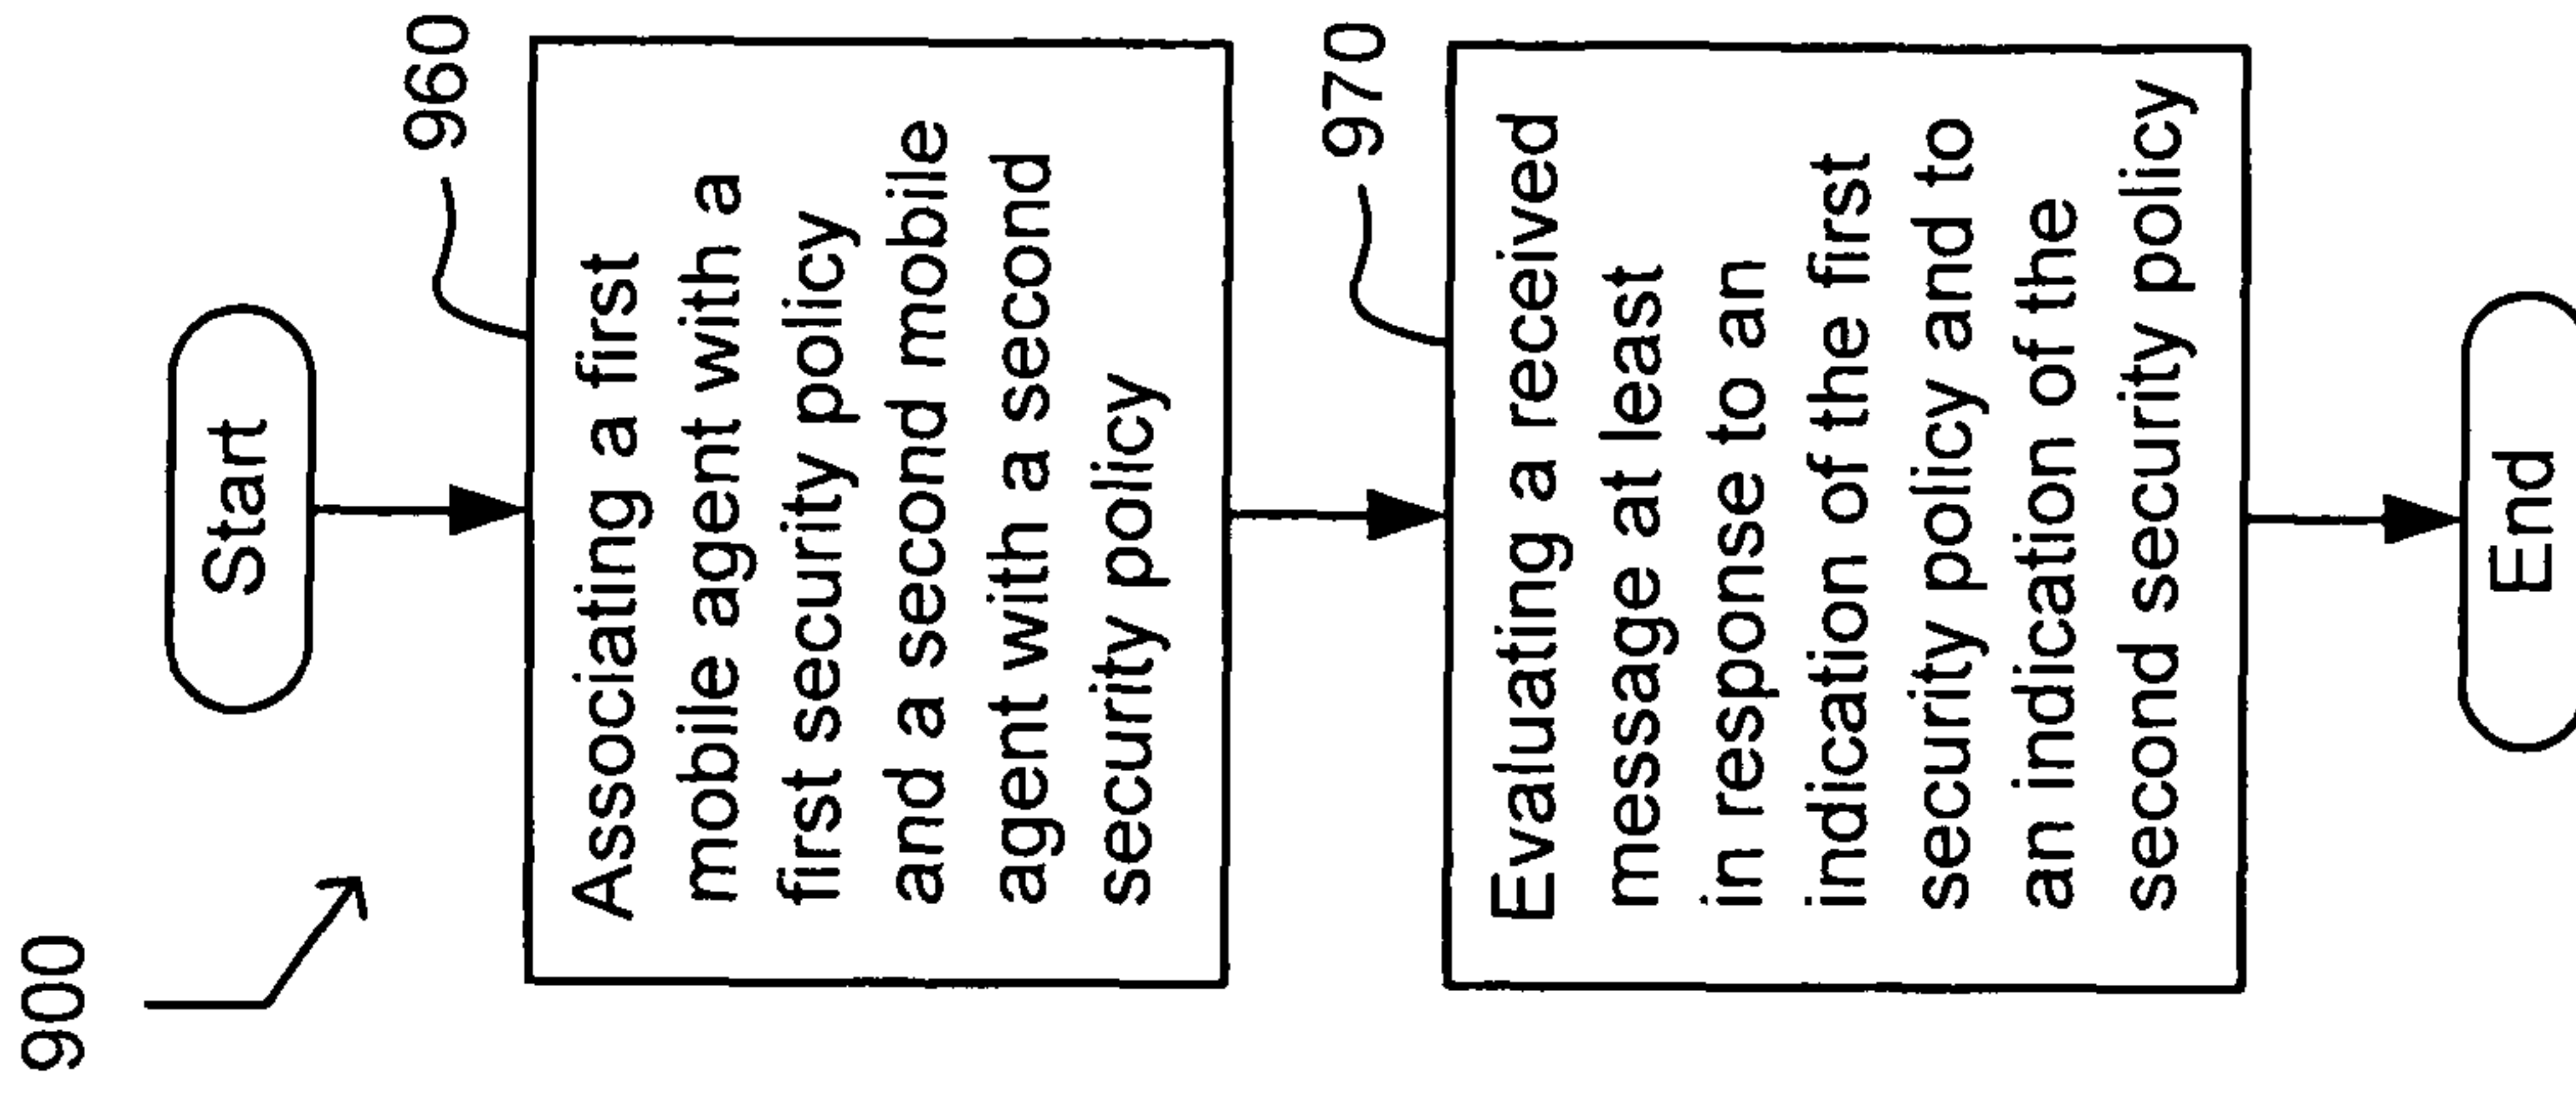 900
Start
960
Associating a first
mobile agent with a
first security policy
and a second mobile
agent with a second
security policy
970
Evaluating a received
message at least
in response to an
indication of the first
security policy and to
an indication of the
second security policy
End